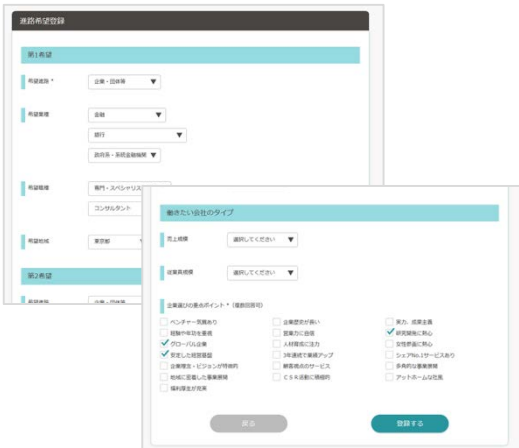 進路希望登録
第1希望
希望進路 * 企業・団体等 ▼
希望業種 金融 ▼
銀行 ▼
政府系・系統金融機関 ▼
希望職種 専門・スペシャリス
コンサルタント
希望地域 東京都
第2希望
希望進路 企業・団体等
働きたい会社のタイプ
売上規模 選択してください ▼
従業員規模 選択してください ▼
企業選びの重点ポイント *（複数回答可）
ベンチャー気質あり 企業歴史が長い 実力、成果主義
経験や年功を重視 営業力に自信 研究開発に熱心
グローバル企業 人材育成に注力 女性参画に熱心
安定した経営基盤 3年連続で業績アップ シェアNo.1サービスあり
企業理念・ビジョンが特徴的 顧客視点のサービス 多角的な事業展開
地域に密着した事業展開 CSR活動に積極的 アットホームな社風
福利厚生が充実
戻る 登録する